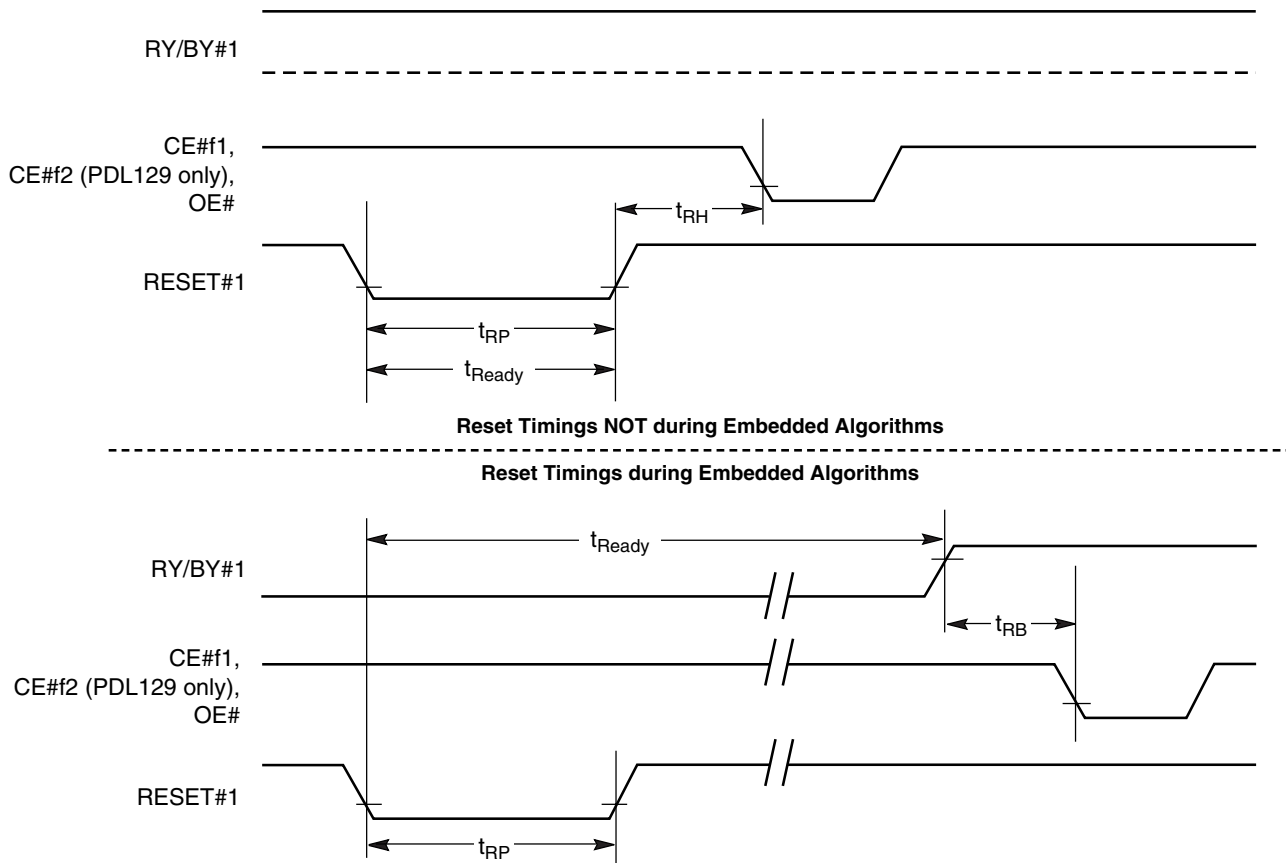 RY/BY#1
CE#f1,
CE#f2 (PDL129 only),
OE#
tRH
RESET#1
tRP
tReady
Reset Timings NOT during Embedded Algorithms
Reset Timings during Embedded Algorithms
tReady
RY/BY#1
tRB
CE#f1,
CE#f2 (PDL129 only),
OE#
RESET#1
tRP